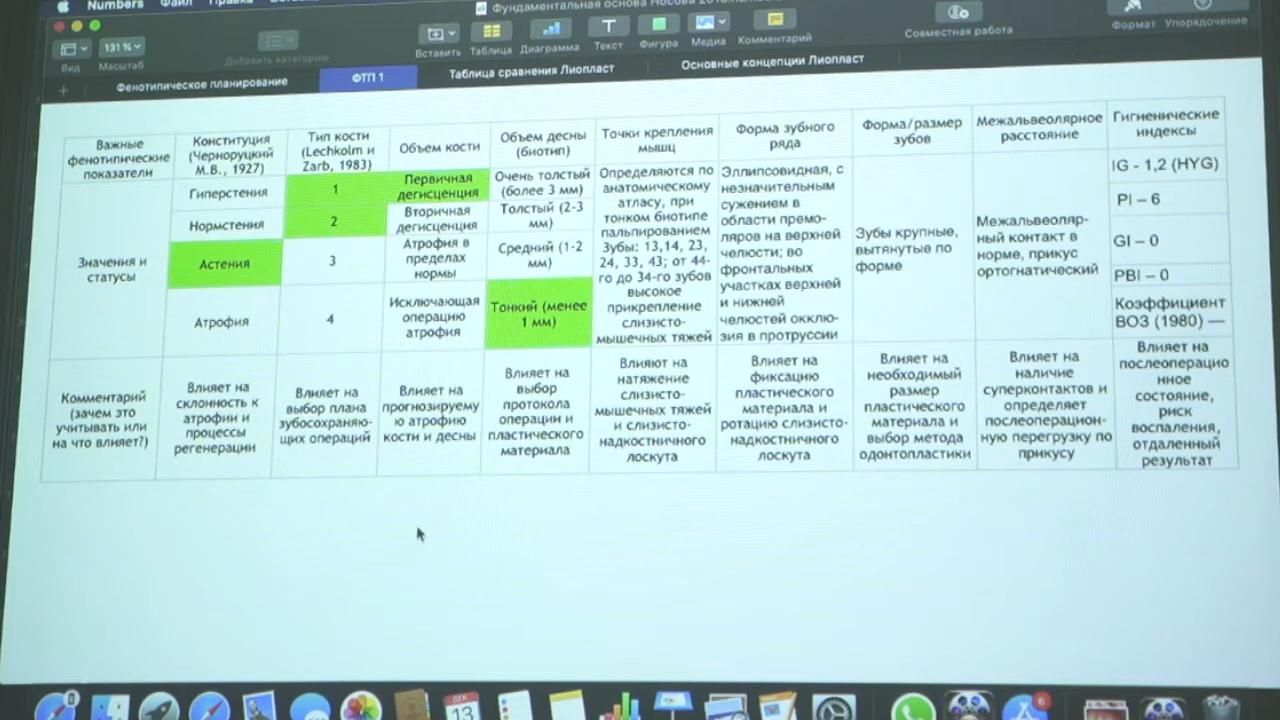 Numbers Файл Правка
Фундаментальная основа Носова 2018.numbers
131 %
Вид Масштаб Добавить категорию Вставить Таблица Диаграмма Текст Фигура Медиа Комментарий Совместная работа Формат Упорядочение
Фенотипическое планирование ФТП 1 Таблица сравнения Лиопласт Основные концепции Лиопласт
Важные
фенотипические
показатели
Конституция
(Черноруцкий
М.В., 1927)
Тип кости
(Lechkolm и
Zarb, 1983)
Объем кости
Объем десны
(биотип)
Точки крепления
мышц
Форма зубного
ряда
Форма/размер
зубов
Межальвеолярное
расстояние
Гигиенические
индексы
Значения и
статусы
Гиперстения
Нормстения
Астения
Атрофия
1
2
3
4
Первичная
дегисценция
Вторичная
дегисценция
Атрофия в
пределах
нормы
Исключающая
операцию
атрофия
Очень толстый
(более 3 мм)
Толстый (2-3
мм)
Средний (1-2
мм)
Тонкий (менее
1 мм)
Определяются по
анатомическому
атласу, при
тонком биотипе
пальпированием
Зубы: 13,14, 23,
24, 33, 43; от 44-
го до 34-го зубов
высокое
прикрепление
слизисто-
мышечных тяжей
Эллипсовидная, с
незначительным
сужением в
области премо-
ляров на верхней
челюсти; во
фронтальных
участках верхней
и нижней
челюстей окклю-
зия в протруссии
Зубы крупные,
вытянутые по
форме
Межальвеоляр-
ный контакт в
норме, прикус
ортогнатический
IG - 1,2 (HYG)
PI – 6
GI – 0
PBI – 0
Коэффициент
ВОЗ (1980) —
Комментарий
(зачем это
учитывать или
на что влияет?)
Влияет на
склонность к
атрофии и
процессы
регенерации
Влияет на
выбор плана
зубосохраняю-
щих операций
Влияет на
прогнозируему
ю атрофию
кости и десны
Влияет на
выбор
протокола
операции и
пластического
материала
Влияют на
натяжение
слизисто-
мышечных тяжей
и слизисто-
надкостничного
лоскута
Влияет на
фиксацию
пластического
материала и
ротацию слизисто-
надкостничного
лоскута
Влияет на
необходимый
размер
пластического
материала и
выбор метода
одонтопластики
Влияет на
наличие
суперконтактов и
определяет
послеоперацион-
ную перегрузку по
прикусу
Влияет на
послеоперацио
нное
состояние,
риск
воспаления,
отдаленный
результат
ДЕК
13
6